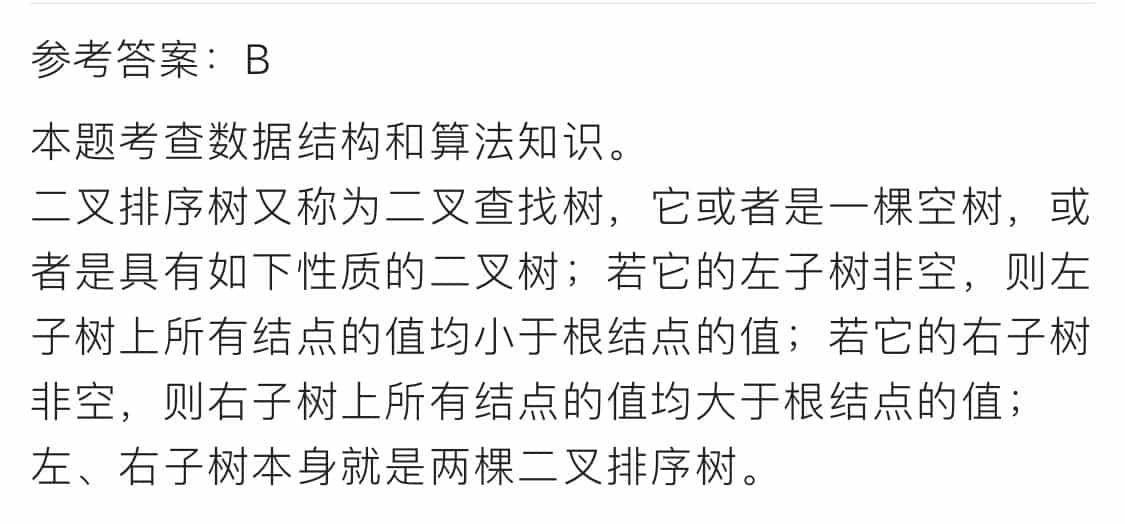 参考答案：B
本题考查数据结构和算法知识。
二叉排序树又称为二叉查找树，它或者是一棵空树，或
者是具有如下性质的二叉树；若它的左子树非空，则左
子树上所有结点的值均小于根结点的值；若它的右子树
非空，则右子树上所有结点的值均大于根结点的值；
左、右子树本身就是两棵二叉排序树。